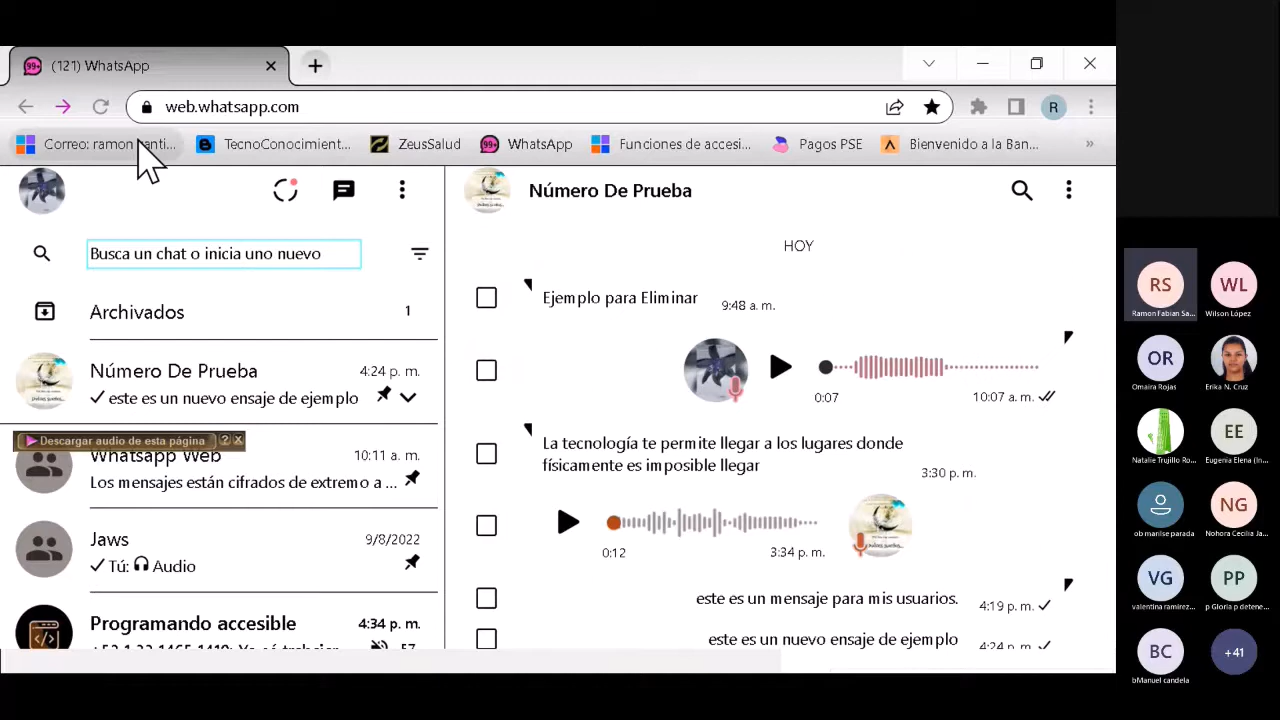 (121) WhatsApp
web.whatsapp.com
R
Correo: ramon santi...
TecnoConocimient...
ZeusSalud
99+
WhatsApp
Funciones de accesi...
Pagos PSE
Bienvenido a la Ban...
»
Número De Prueba
Busca un chat o inicia uno nuevo
HOY
Archivados
1
Ejemplo para Eliminar
9:48 a. m.
Número De Prueba
4:24 p. m.
este es un nuevo ensaje de ejemplo
0:07
10:07 a. m.
Descargar audio de esta página
?
X
Whatsapp Web
10:11 a. m.
Los mensajes están cifrados de extremo a ...
La tecnología te permite llegar a los lugares donde
físicamente es imposible llegar
3:30 p. m.
Jaws
9/8/2022
Tú:
Audio
0:12
3:34 p. m.
este es un mensaje para mis usuarios.
4:19 p. m.
Programando accesible
4:34 p. m.
57
este es un nuevo ensaje de ejemplo
4:24 p. m.
RS
Ramon Fabian Sa...
WL
Wilson López
OR
Omaira Rojas
Erika N. Cruz
Natalie Trujillo Ro...
EE
Eugenia Elena (In...
ob marilse parada
NG
Nohora Cecilia Ja...
VG
valentina ramirez...
PP
p Gloria p detene...
BC
bManuel candela
+41